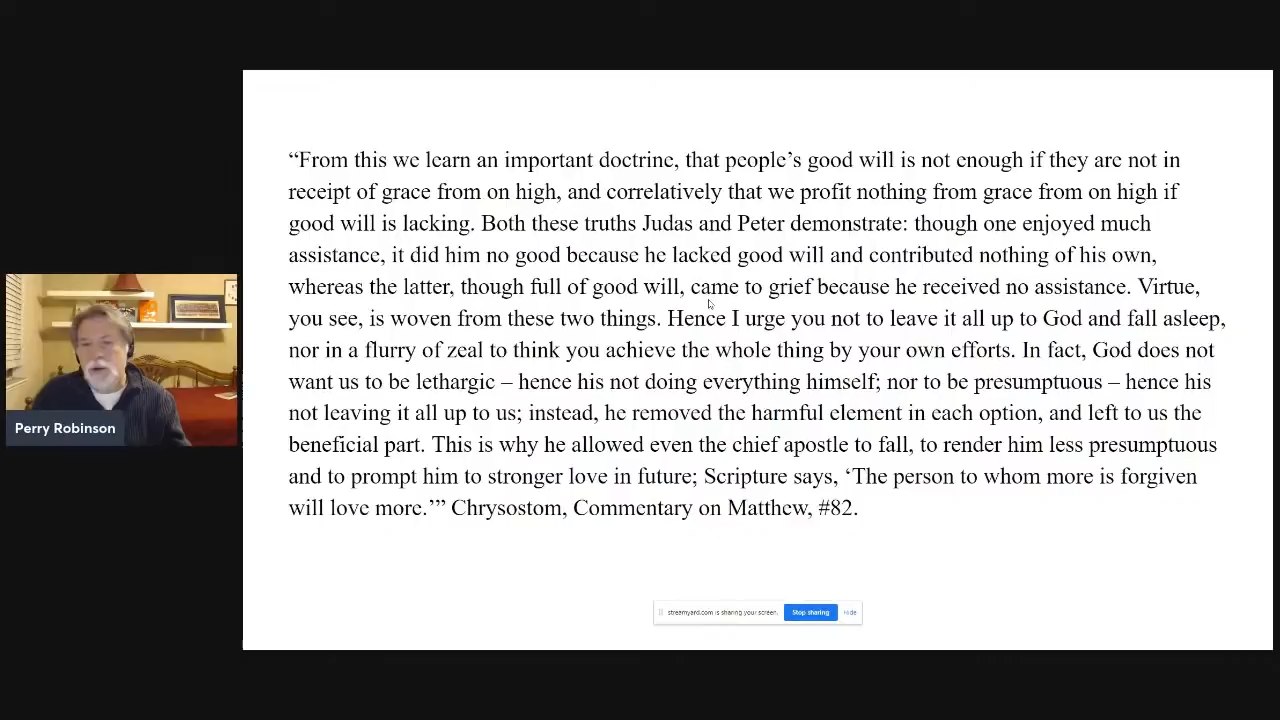 “From this we learn an important doctrine, that people’s good will is not enough if they are not in
receipt of grace from on high, and correlatively that we profit nothing from grace from on high if
good will is lacking. Both these truths Judas and Peter demonstrate: though one enjoyed much
assistance, it did him no good because he lacked good will and contributed nothing of his own,
whereas the latter, though full of good will, came to grief because he received no assistance. Virtue,
you see, is woven from these two things. Hence I urge you not to leave it all up to God and fall asleep,
nor in a flurry of zeal to think you achieve the whole thing by your own efforts. In fact, God does not
want us to be lethargic – hence his not doing everything himself; nor to be presumptuous – hence his
not leaving it all up to us; instead, he removed the harmful element in each option, and left to us the
beneficial part. This is why he allowed even the chief apostle to fall, to render him less presumptuous
and to prompt him to stronger love in future; Scripture says, ‘The person to whom more is forgiven
will love more.’” Chrysostom, Commentary on Matthew, #82.
Perry Robinson
streamyard.com is sharing your screen.
Stop sharing
Hide